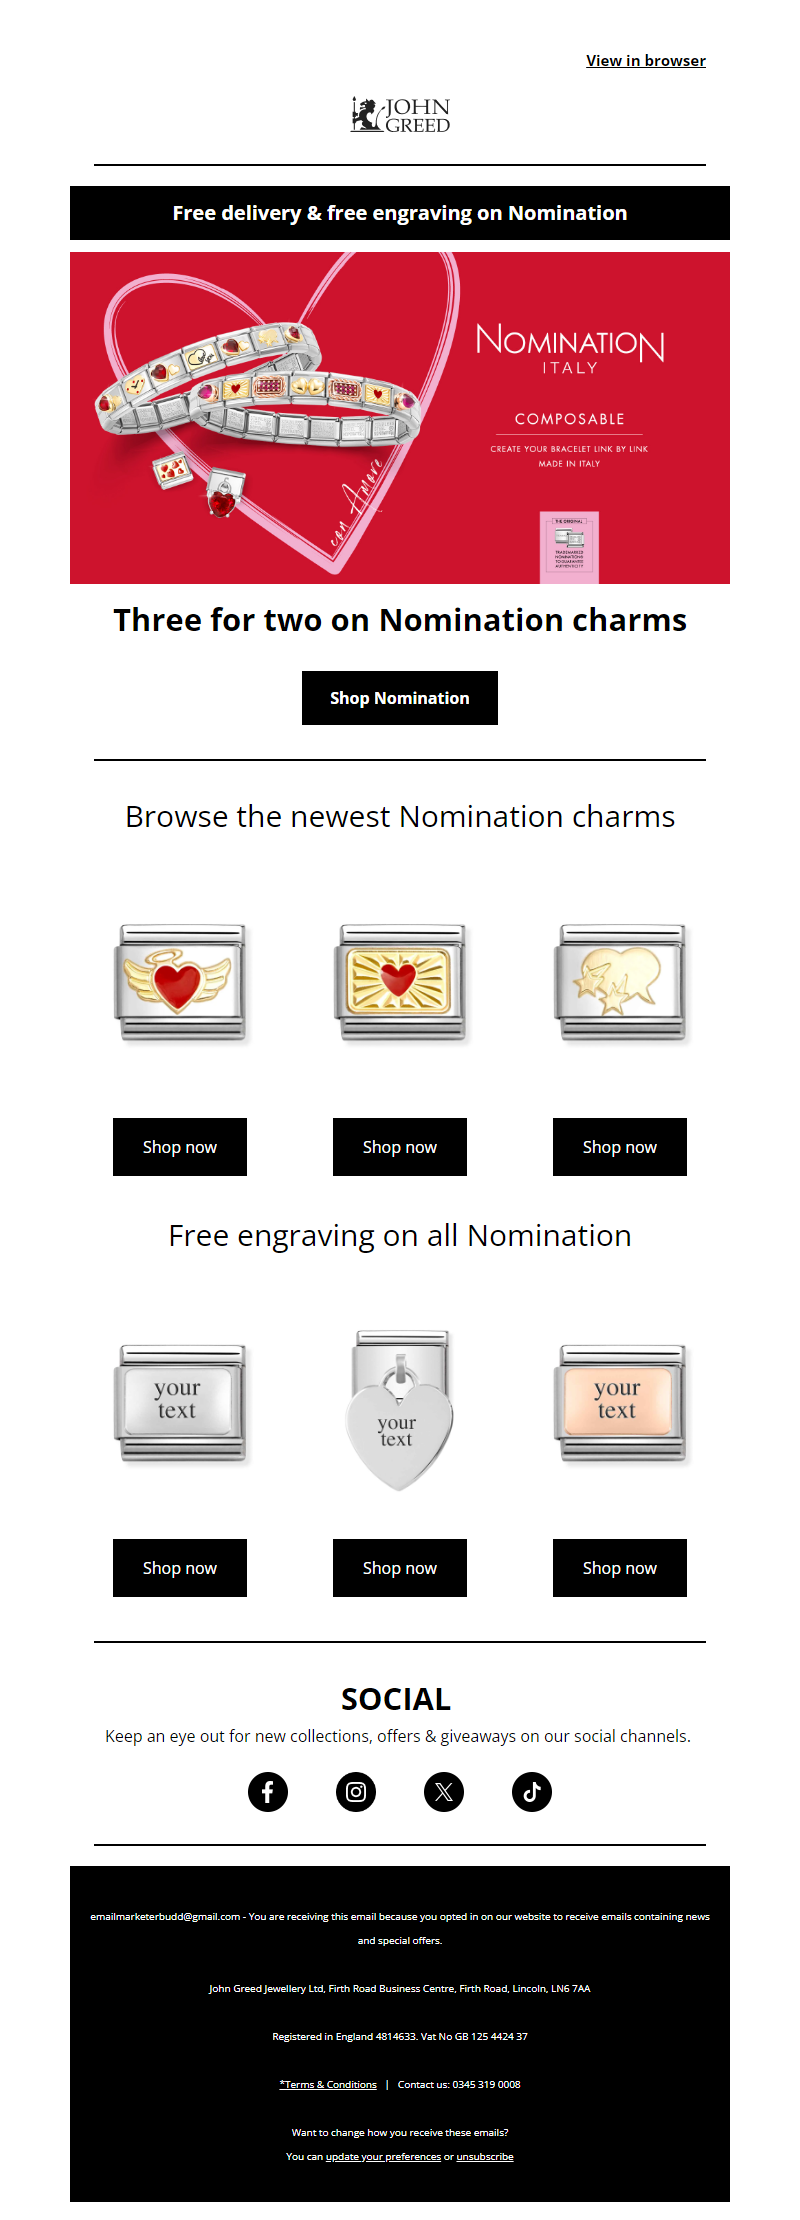 View in browser
JOHN
GREED
Free delivery & free engraving on Nomination
NOMINATION
ITALY
COMPOSABLE
CREATE YOUR BRACELET LINK BY LINK
MADE IN ITALY
con Amore
THE ORIGINAL
TRADEMARKED
NOMINATION®
TO GUARANTEE
AUTHENTICITY
Three for two on Nomination charms
Shop Nomination
Browse the newest Nomination charms
Shop now
Shop now
Shop now
Free engraving on all Nomination
your
text
your
text
your
text
Shop now
Shop now
Shop now
SOCIAL
Keep an eye out for new collections, offers & giveaways on our social channels.
emailmarketerbudd@gmail.com - You are receiving this email because you opted in on our website to receive emails containing news
and special offers.
John Greed Jewellery Ltd, Firth Road Business Centre, Firth Road, Lincoln, LN6 7AA
Registered in England 4814633. Vat No GB 125 4424 37
*Terms & Conditions | Contact us: 0345 319 0008
Want to change how you receive these emails?
You can update your preferences or unsubscribe